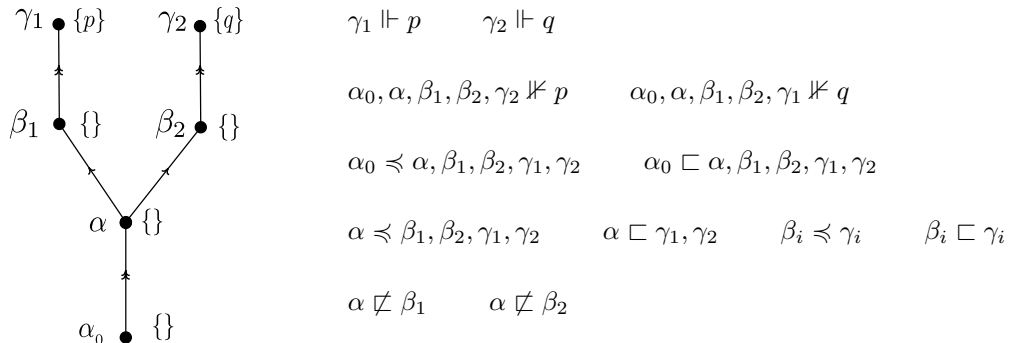 γ₁ {p} γ₂ {q}
β₁ {} β₂ {}
α {}
α₀ {}
γ₁ ⊩ p γ₂ ⊩ q
α₀, α, β₁, β₂, γ₂ ⊮ p α₀, α, β₁, β₂, γ₁ ⊮ q
α₀ ≼ α, β₁, β₂, γ₁, γ₂ α₀ ⊏ α, β₁, β₂, γ₁, γ₂
α ≼ β₁, β₂, γ₁, γ₂ α ⊏ γ₁, γ₂ βᵢ ≼ γᵢ βᵢ ⊏ γᵢ
α ⊏̸ β₁ α ⊏̸ β₂